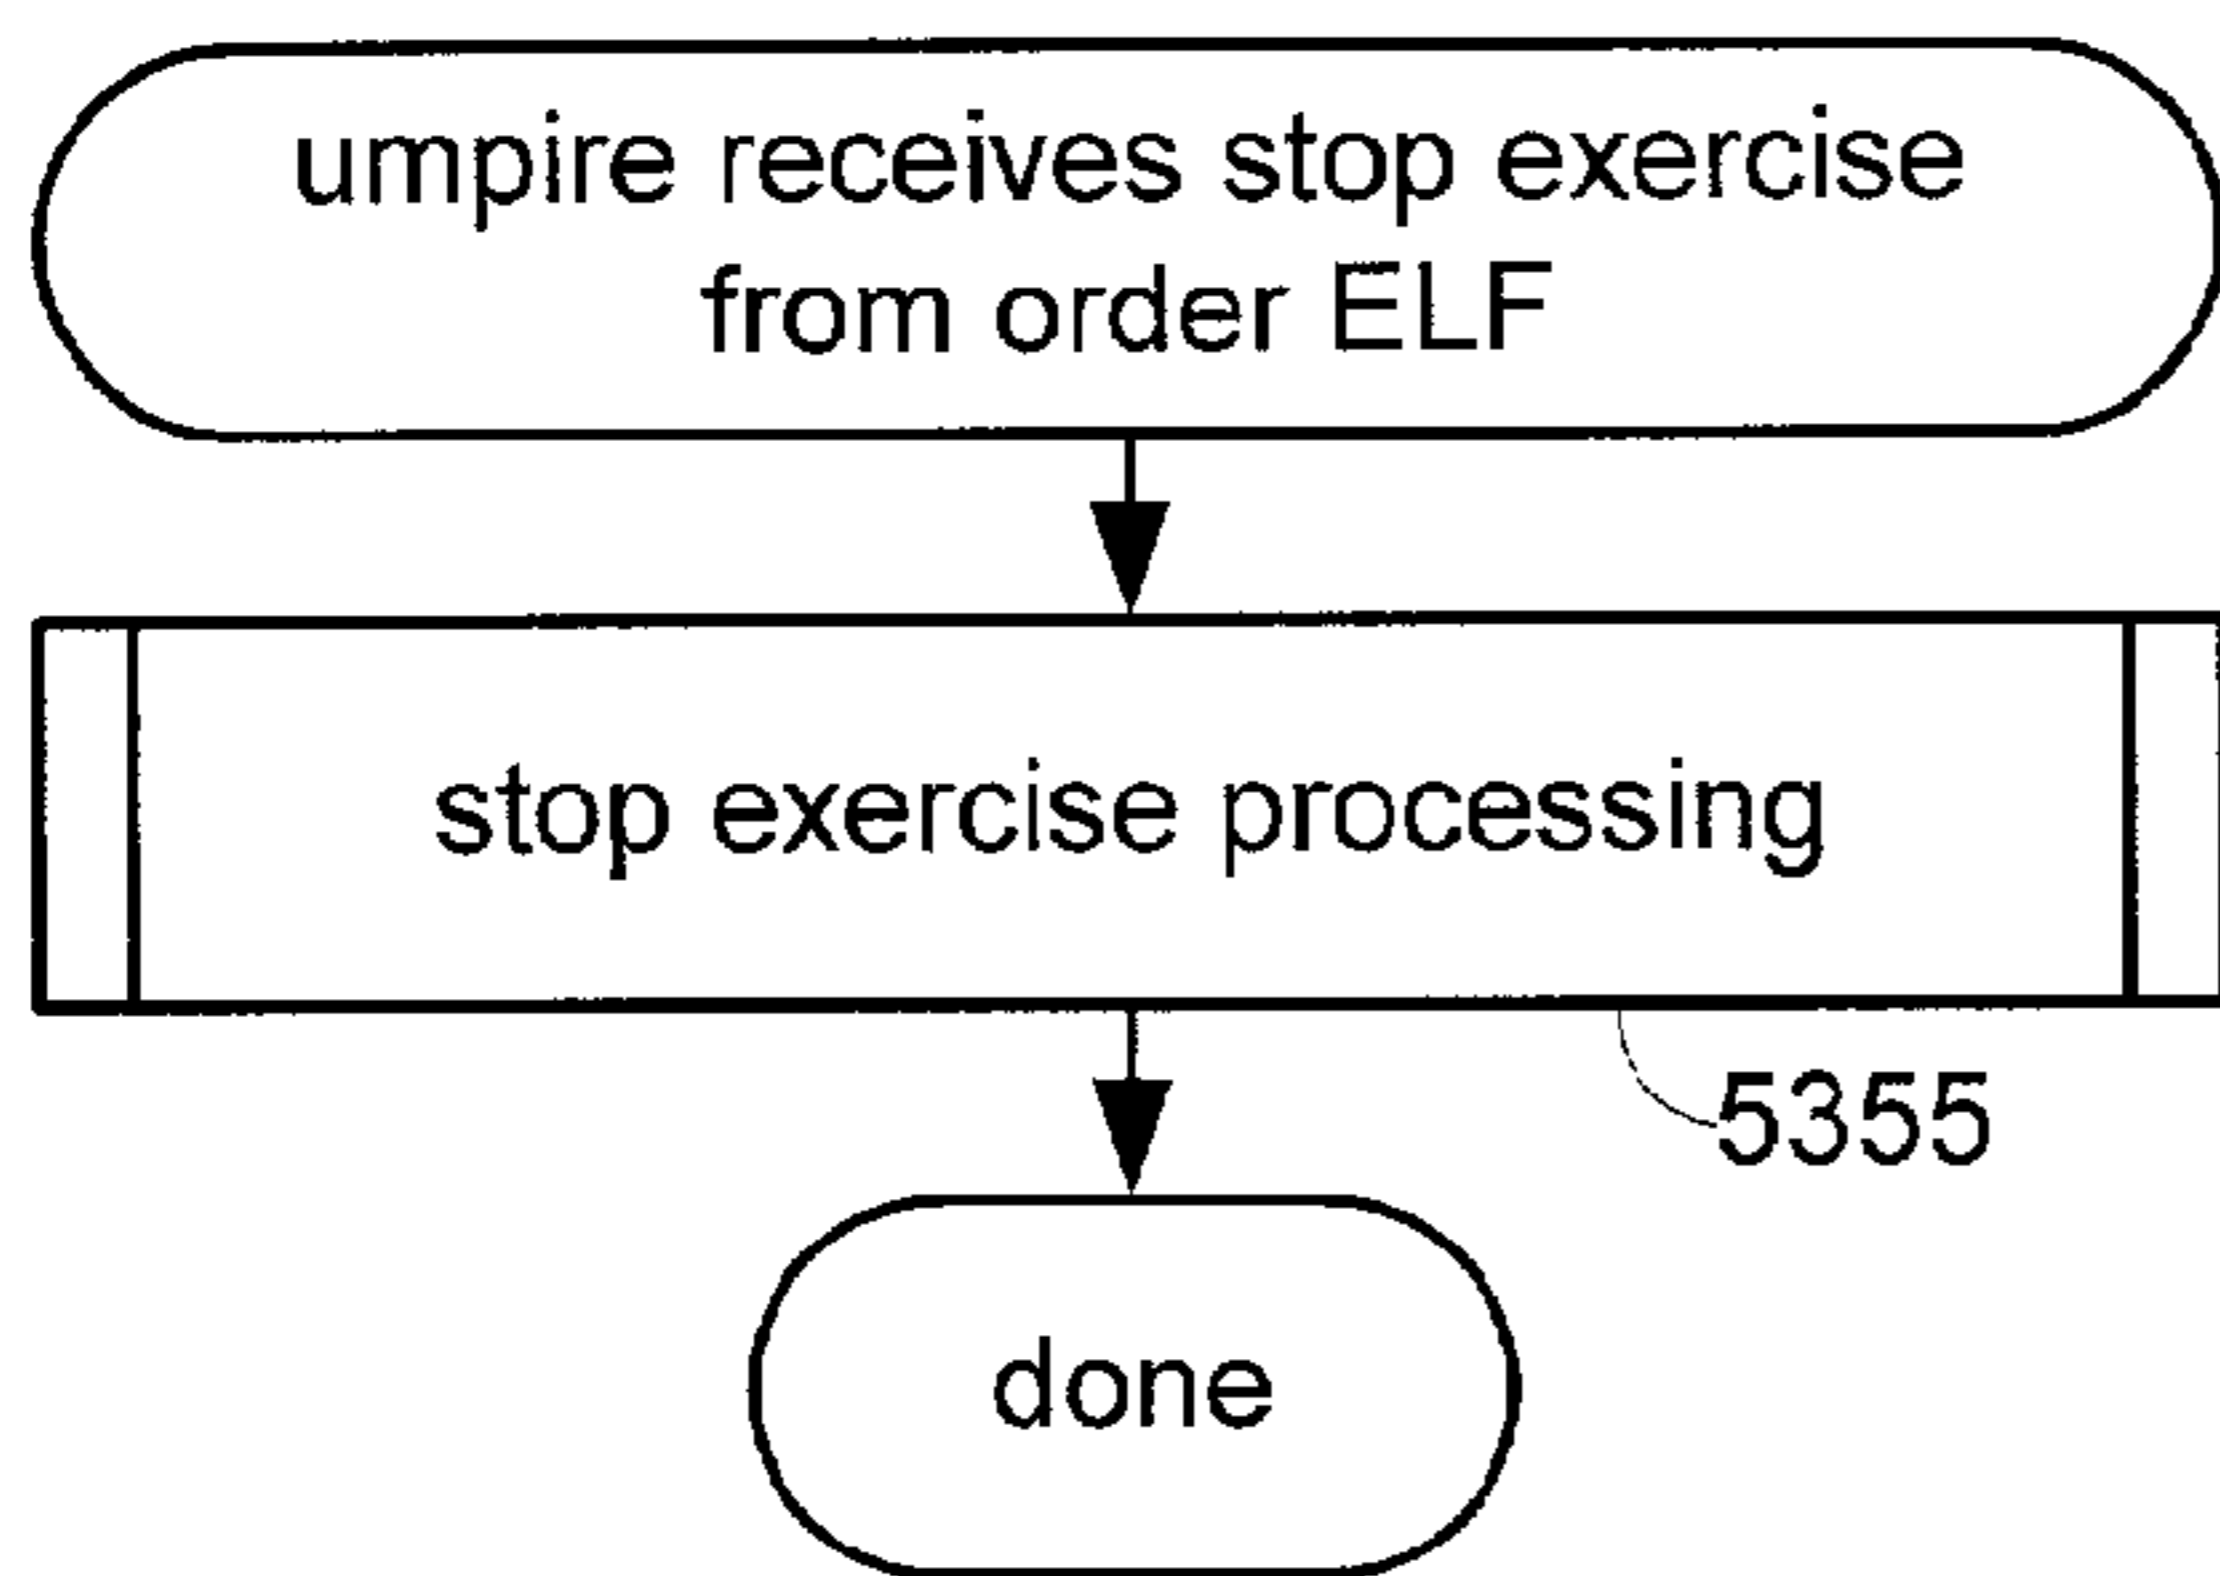 umpire receives stop exercise
from order ELF
stop exercise processing
5355
done